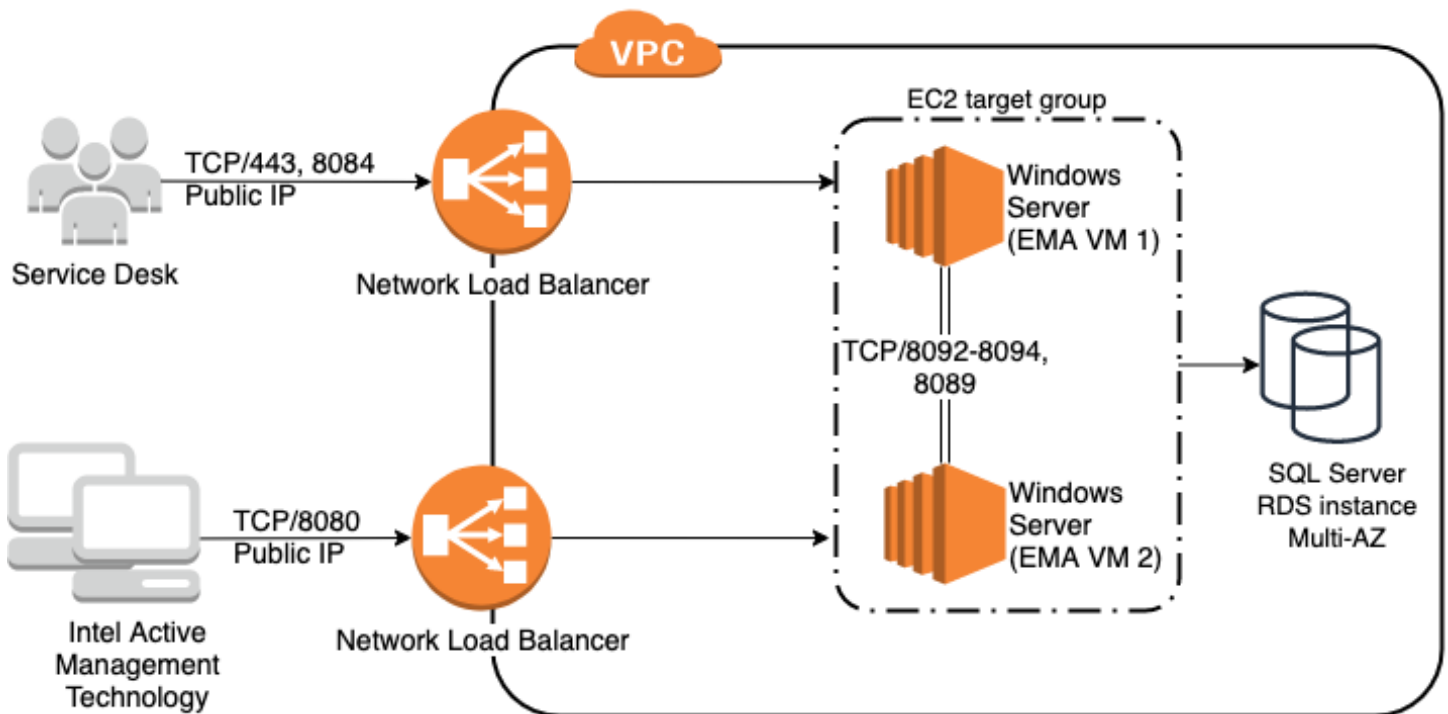 VPC
EC2 target group
TCP/443, 8084
Public IP
Service Desk
Network Load Balancer
Windows
Server
(EMA VM 1)
TCP/8092-8094,
8089
SQL Server
RDS instance
Multi-AZ
Windows
Server
(EMA VM 2)
TCP/8080
Public IP
Network Load Balancer
Intel Active
Management
Technology